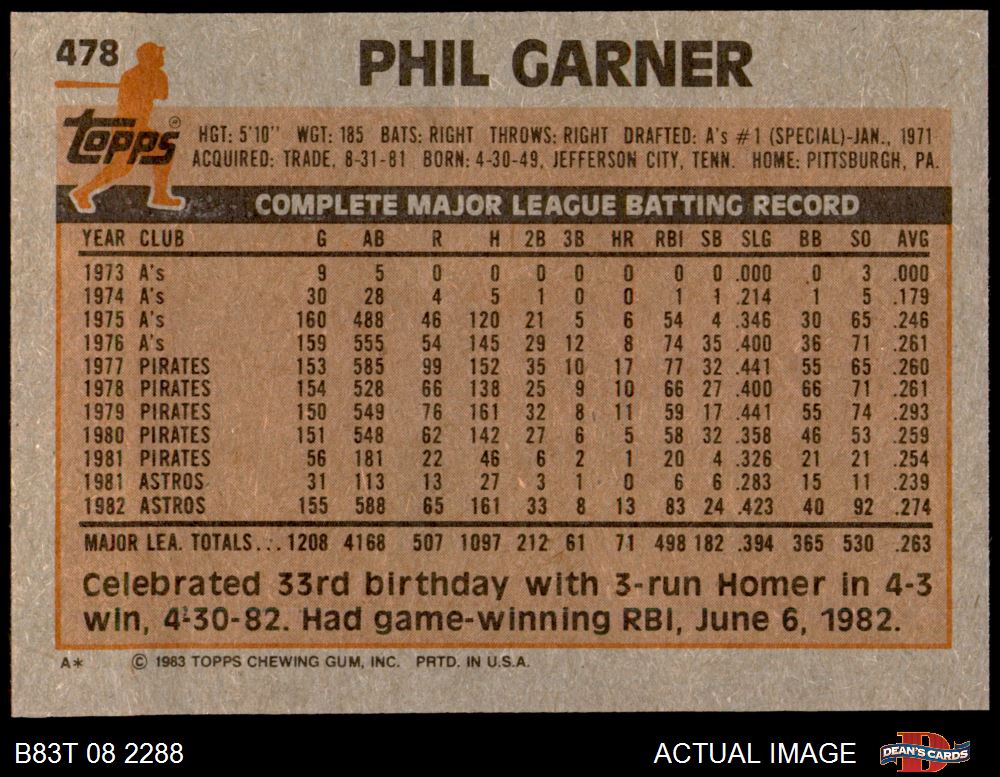 478
PHIL GARNER
Topps®
HGT: 5'10" WGT: 185 BATS: RIGHT THROWS: RIGHT DRAFTED: A's #1 (SPECIAL)-JAN., 1971
ACQUIRED: TRADE, 8-31-81 BORN: 4-30-49, JEFFERSON CITY, TENN. HOME: PITTSBURGH, PA.
COMPLETE MAJOR LEAGUE BATTING RECORD
YEAR CLUB G AB R H 2B 3B HR RBI SB SLG BB SO AVG
1973 A's 9 5 0 0 0 0 0 0 0 .000 0 3 .000
1974 A's 30 28 4 5 1 0 0 1 1 .214 1 5 .179
1975 A's 160 488 46 120 21 5 6 54 4 .346 30 65 .246
1976 A's 159 555 54 145 29 12 8 74 35 .400 36 71 .261
1977 PIRATES 153 585 99 152 35 10 17 77 32 .441 55 65 .260
1978 PIRATES 154 528 66 138 25 9 10 66 27 .400 66 71 .261
1979 PIRATES 150 549 76 161 32 8 11 59 17 .441 55 74 .293
1980 PIRATES 151 548 62 142 27 6 5 58 32 .358 46 53 .259
1981 PIRATES 56 181 22 46 6 2 1 20 4 .326 21 21 .254
1981 ASTROS 31 113 13 27 3 1 0 6 6 .283 15 11 .239
1982 ASTROS 155 588 65 161 33 8 13 83 24 .423 40 92 .274
MAJOR LEA. TOTALS... 1208 4168 507 1097 212 61 71 498 182 .394 365 530 .263
Celebrated 33rd birthday with 3-run Homer in 4-3
win, 4-30-82. Had game-winning RBI, June 6, 1982.
A* © 1983 TOPPS CHEWING GUM, INC. PRTD. IN U.S.A.
B83T 08 2288 ACTUAL IMAGE D DEAN'S CARDS